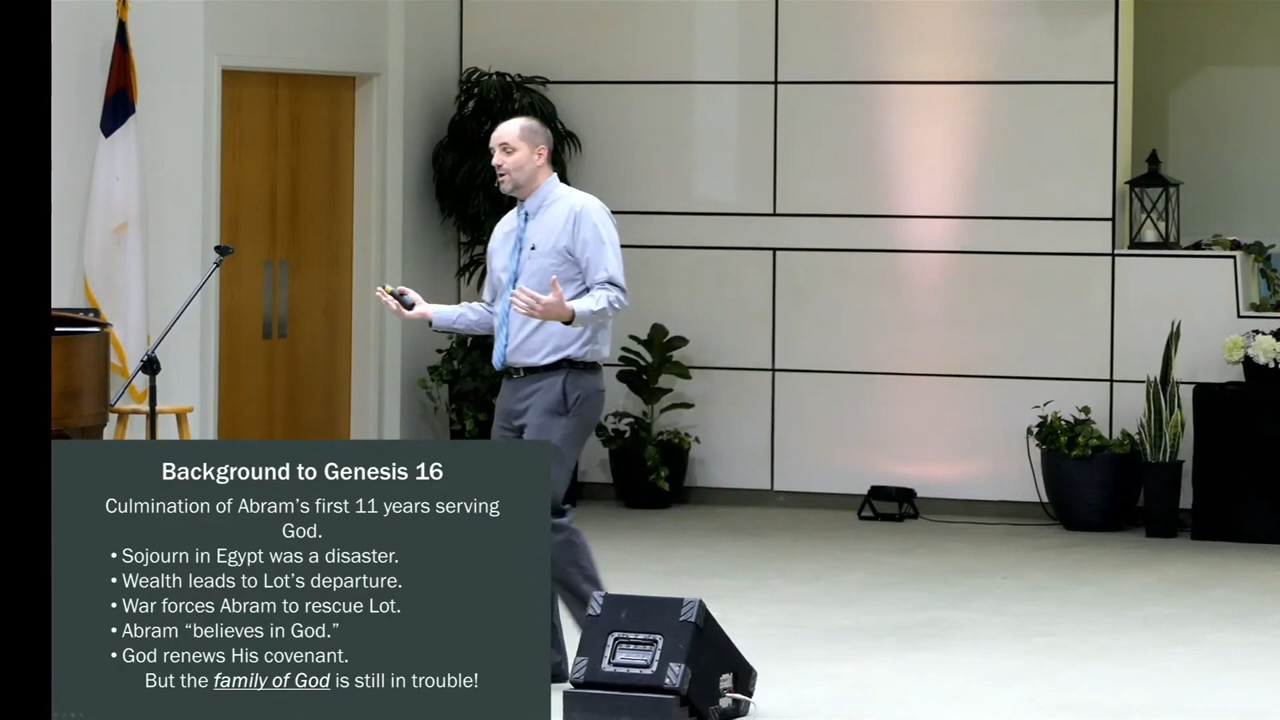 Background to Genesis 16
Culmination of Abram's first 11 years serving
God.
• Sojourn in Egypt was a disaster.
• Wealth leads to Lot's departure.
• War forces Abram to rescue Lot.
• Abram “believes in God.”
• God renews His covenant.
But the family of God is still in trouble!